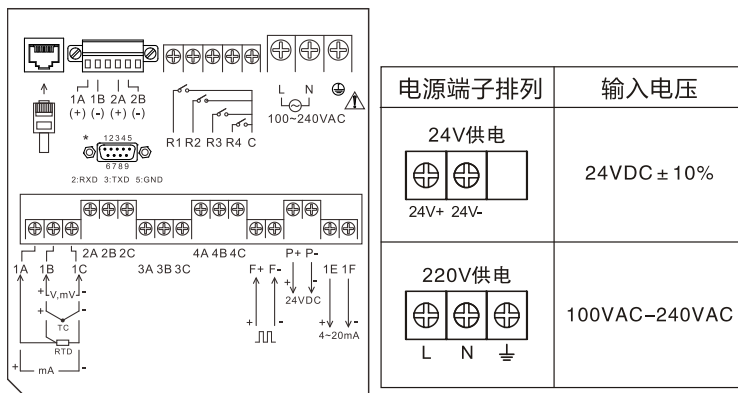 1A 1B 2A 2B
(+) (-) (+) (-)
R1 R2 R3 R4 C
L N
100~240VAC
* 12345
6789
2:RXD 3:TXD 5:GND
2A 2B 2C
4A 4B 4C
1A 1B 1C
3A 3B 3C
F+ F-
P+ P-
1E 1F
+ V,mV -
+ TC -
RTD
+ mA -
+ -
+ -
24VDC
+ -
4~20mA
电源端子排列 输入电压
24V供电
24V+ 24V-
24VDC±10%
220V供电
L N
100VAC-240VAC